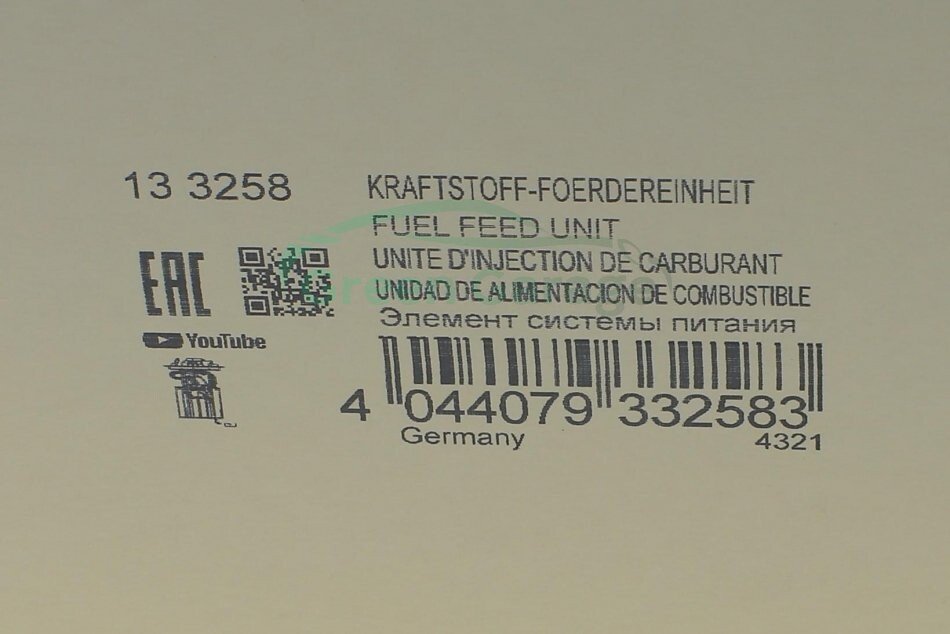 13 3258
KRAFTSTOFF-FOERDEREINHEIT
FUEL FEED UNIT
UNITE D'INJECTION DE CARBURANT
UNIDAD DE ALIMENTACION DE COMBUSTIBLE
Элемент системы питания
EAC
YouTube
4 044079 332583
Germany
4321